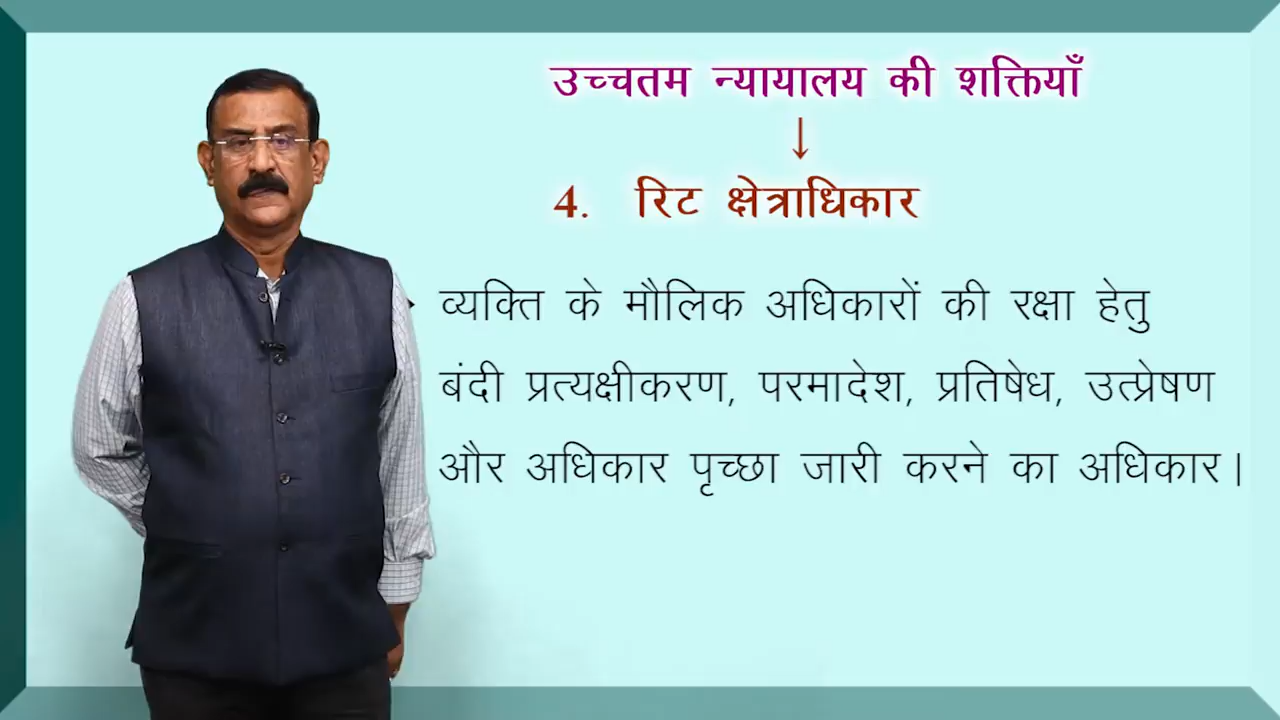 उच्चतम न्यायालय की शक्तियाँ
↓
4. रिट क्षेत्राधिकार
व्यक्ति के मौलिक अधिकारों की रक्षा हेतु
बंदी प्रत्यक्षीकरण, परमादेश, प्रतिषेध, उत्प्रेषण
और अधिकार पृच्छा जारी करने का अधिकार।